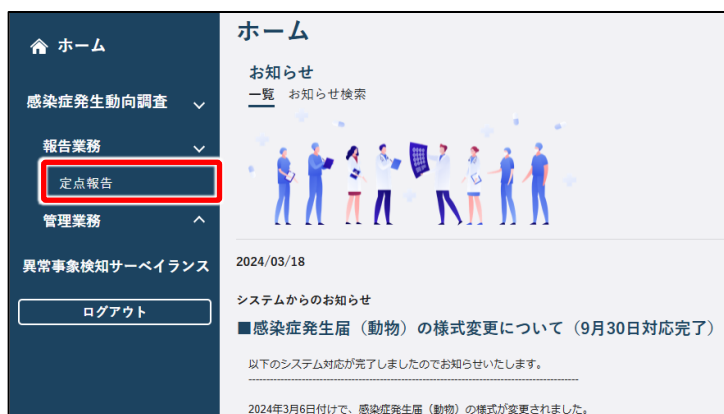 ホーム
感染症発生動向調査
報告業務
定点報告
管理業務
異常事象検知サーベイランス
ログアウト
ホーム
お知らせ
一覧 お知らせ検索
2024/03/18
システムからのお知らせ
■感染症発生届（動物）の様式変更について（9月30日対応完了）
以下のシステム対応が完了しましたのでお知らせいたします。
--------------------------------------------------------------------------------
2024年3月6日付けで、感染症発生届（動物）の様式が変更されました。